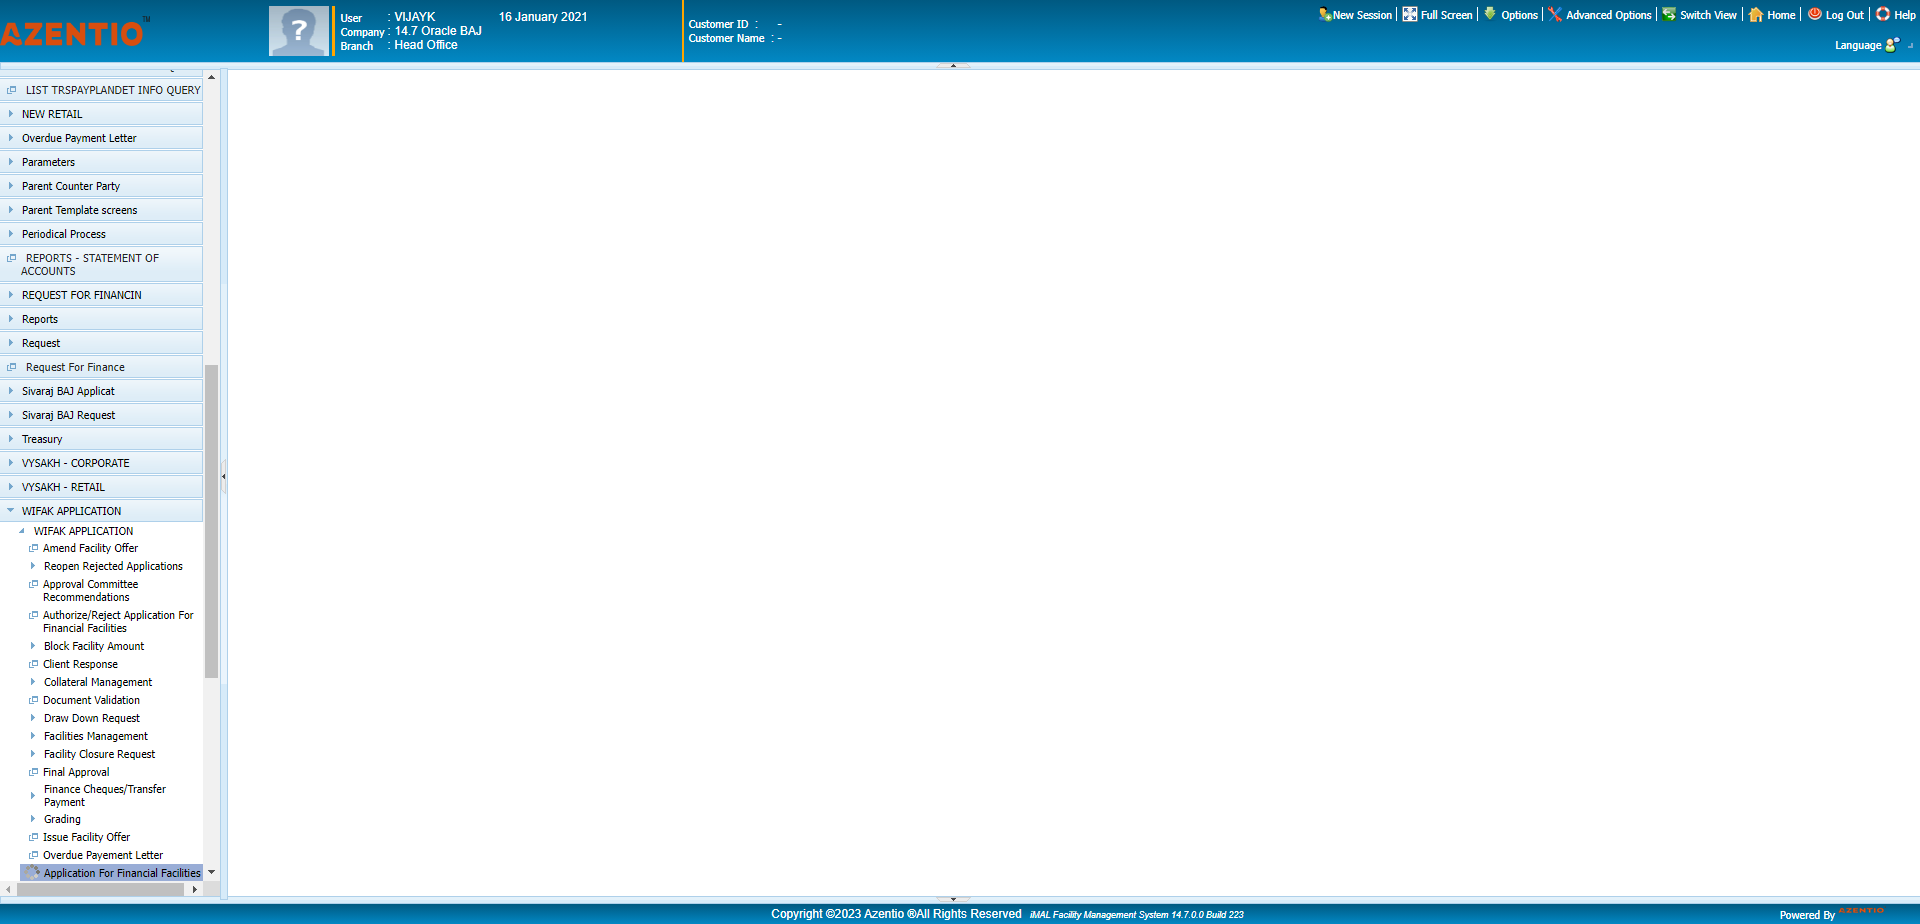 AZENTIO TM
User : VIJAYK 16 January 2021
Company : 14.7 Oracle BAJ
Branch : Head Office
Customer ID : -
Customer Name : -
New Session Full Screen Options Advanced Options Switch View Home Log Out Help
Language
LIST TRSPAYPLANDET INFO QUERY
NEW RETAIL
Overdue Payment Letter
Parameters
Parent Counter Party
Parent Template screens
Periodical Process
REPORTS - STATEMENT OF
ACCOUNTS
REQUEST FOR FINANCIN
Reports
Request
Request For Finance
Sivaraj BAJ Applicat
Sivaraj BAJ Request
Treasury
VYSAKH - CORPORATE
VYSAKH - RETAIL
WIFAK APPLICATION
WIFAK APPLICATION
Amend Facility Offer
Reopen Rejected Applications
Approval Committee
Recommendations
Authorize/Reject Application For
Financial Facilities
Block Facility Amount
Client Response
Collateral Management
Document Validation
Draw Down Request
Facilities Management
Facility Closure Request
Final Approval
Finance Cheques/Transfer
Payment
Grading
Issue Facility Offer
Overdue Payement Letter
Application For Financial Facilities
Copyright ©2023 Azentio ®All Rights Reserved iMAL Facility Management System 14.7.0.0 Build 223
Powered By AZENTIO